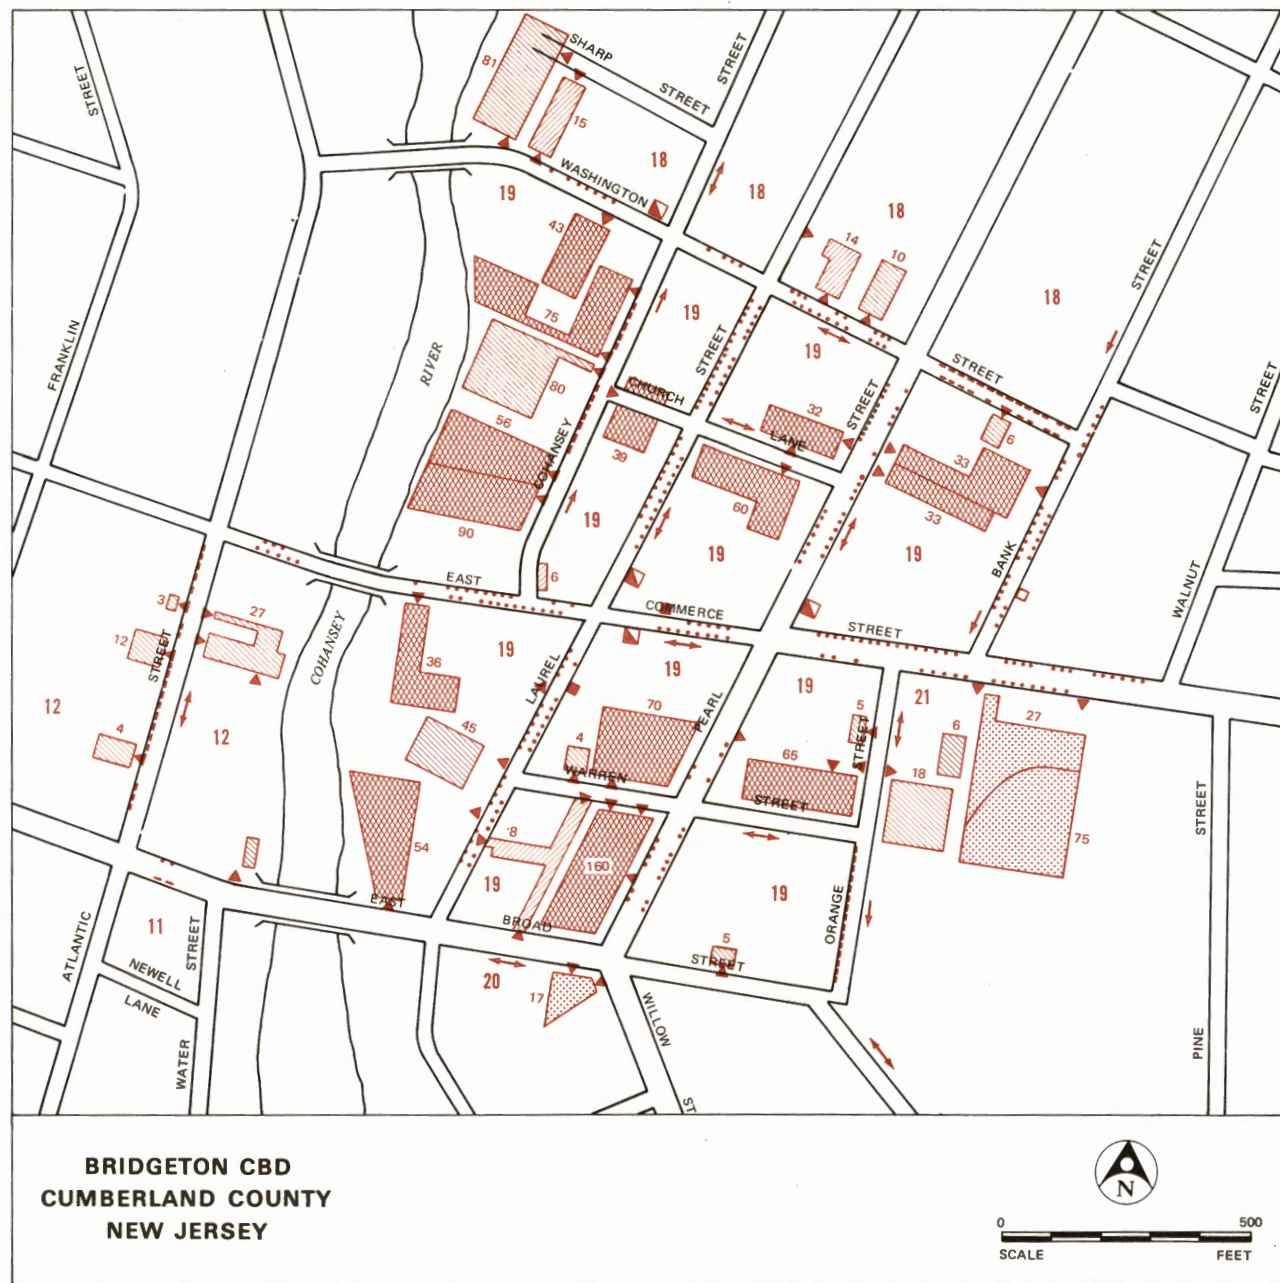 SHARP
STREET
STREET
STREET
81
15
18
WASHINGTON
18
19
18
43
14
10
STREET
18
FRANKLIN
75
19
RIVER
STREET
19
STREET
80
CHURCH
STREET
STREET
56
32
LANE
6
COHANSEY
39
33
90
60
33
19
19
19
BANK
EAST
6
COMMERCE
WALNUT
3
27
STREET
12
STREET
COHANSEY
36
19
LAUREL
19
19
21
12
12
4
45
70
PEARL
5
STREET
6
27
4
WARREN
65
STREET
18
STREET
54
8
160
75
19
19
EAST
BROAD
ORANGE
11
STREET
ATLANTIC
NEWELL
LANE
5
STREET
20
17
WILLOW
ST
WATER
PINE
BRIDGETON CBD
CUMBERLAND COUNTY
NEW JERSEY
N
0 500
SCALE FEET